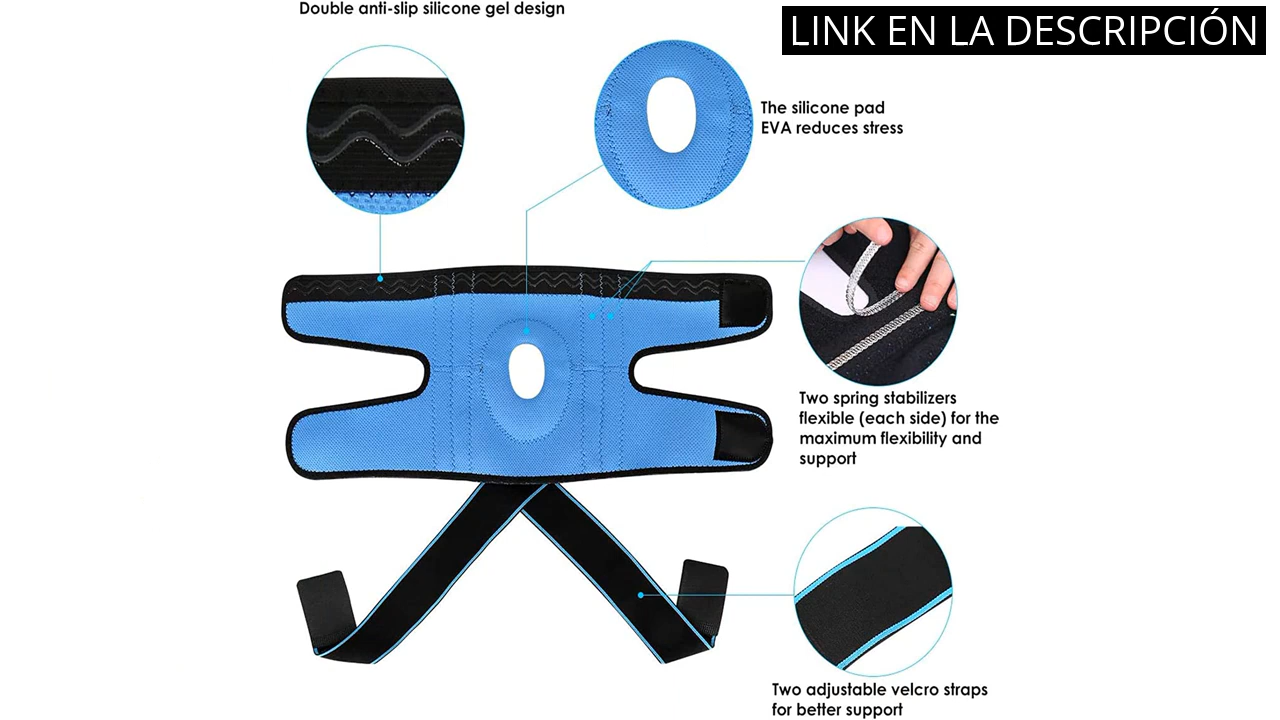 Double anti-slip silicone gel design
LINK EN LA DESCRIPCIÓN
The silicone pad
EVA reduces stress
Two spring stabilizers
flexible (each side) for the
maximum flexibility and
support
Two adjustable velcro straps
for better support